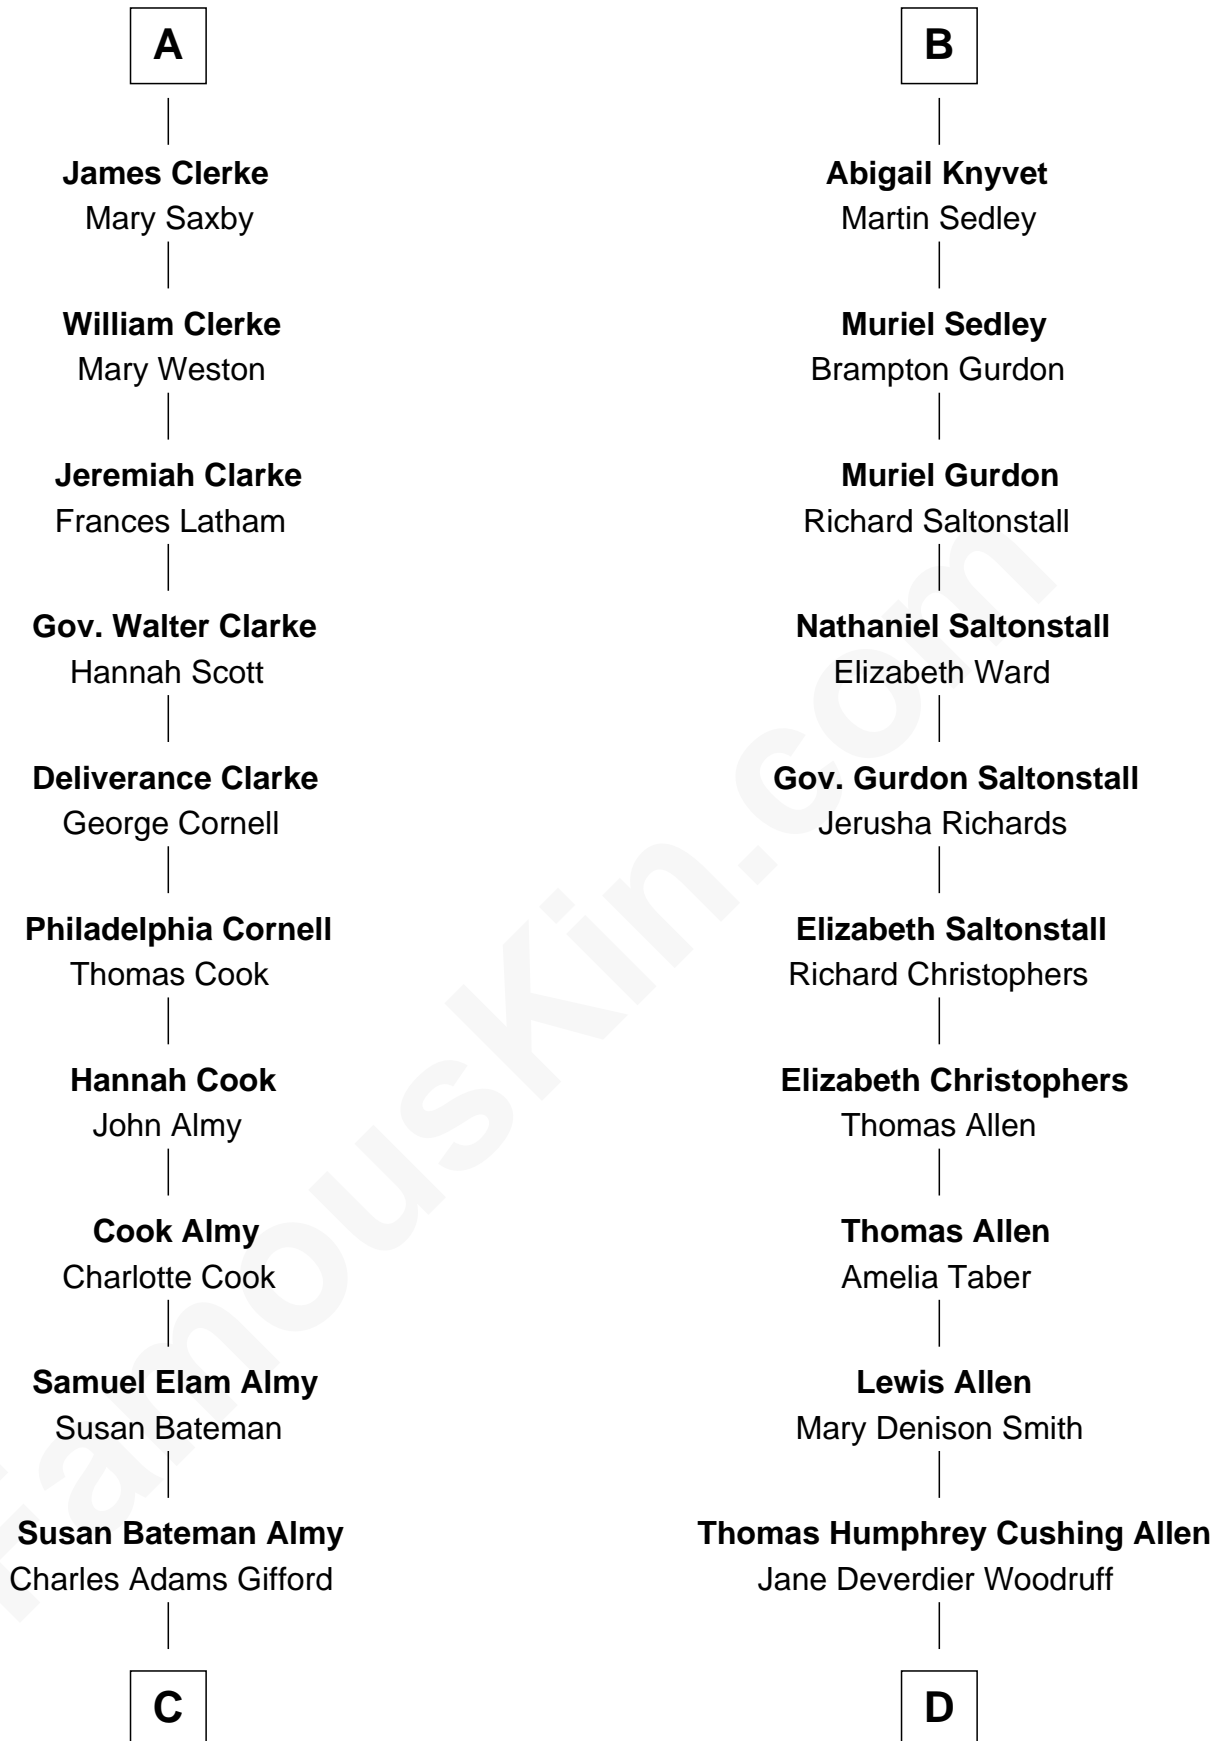 A
James Clerke
Mary Saxby
William Clerke
Mary Weston
Jeremiah Clarke
Frances Latham
Gov. Walter Clarke
Hannah Scott
Deliverance Clarke
George Cornell
Philadelphia Cornell
Thomas Cook
Hannah Cook
John Almy
Cook Almy
Charlotte Cook
Samuel Elam Almy
Susan Bateman
Susan Bateman Almy
Charles Adams Gifford
C
B
Abigail Knyvet
Martin Sedley
Muriel Sedley
Brampton Gurdon
Muriel Gurdon
Richard Saltonstall
Nathaniel Saltonstall
Elizabeth Ward
Gov. Gurdon Saltonstall
Jerusha Richards
Elizabeth Saltonstall
Richard Christophers
Elizabeth Christophers
Thomas Allen
Thomas Allen
Amelia Taber
Lewis Allen
Mary Denison Smith
Thomas Humphrey Cushing Allen
Jane Deverdier Woodruff
D
FamousKin.com